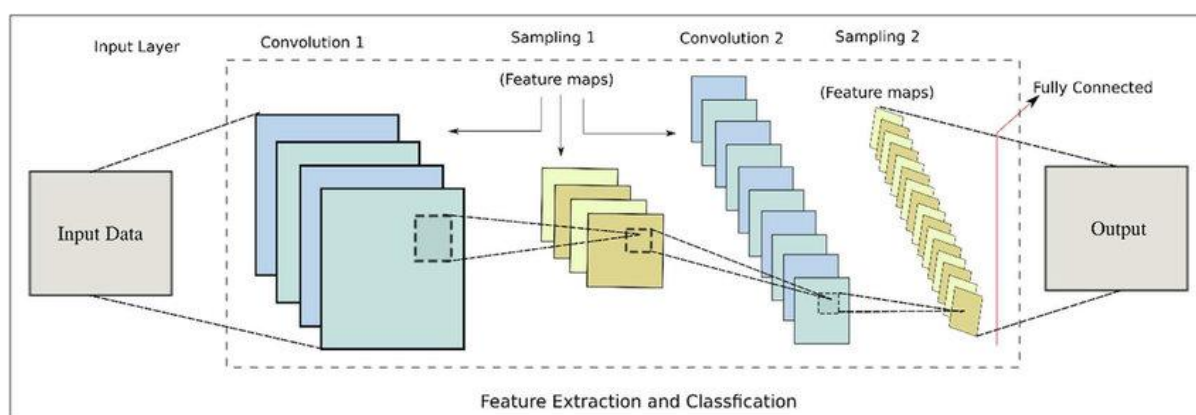 Input Layer
Convolution 1
Sampling 1
Convolution 2
Sampling 2
(Feature maps)
(Feature maps)
Fully Connected
Input Data
Output
Feature Extraction and Classfication